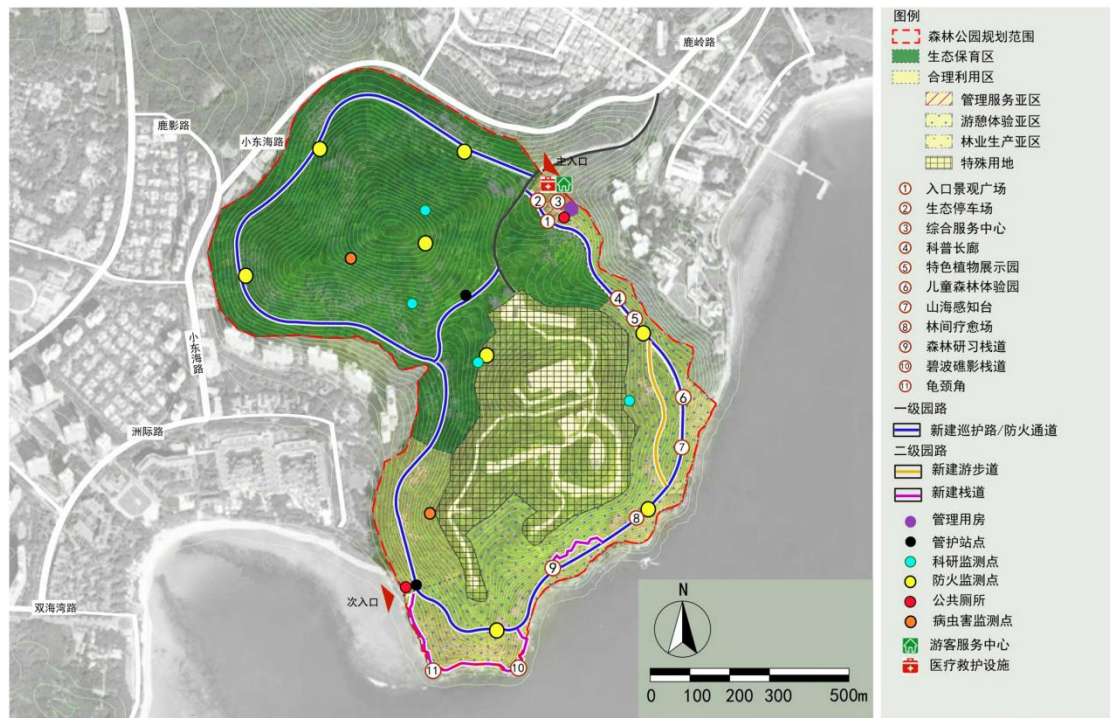 鹿岭路
鹿影路
小东海路
主入口
②
③
①
④
⑤
小东海路
⑥
洲际路
⑦
⑧
⑨
次入口
双海湾路
⑪
⑩
N
0 100 200 300 500m
图例
森林公园规划范围
生态保育区
合理利用区
管理服务亚区
游憩体验亚区
林业生产亚区
特殊用地
① 入口景观广场
② 生态停车场
③ 综合服务中心
④ 科普长廊
⑤ 特色植物展示园
⑥ 儿童森林体验园
⑦ 山海感知台
⑧ 林间疗愈场
⑨ 森林研习栈道
⑩ 碧波礁影栈道
⑪ 龟颈角
一级园路
新建巡护路/防火通道
二级园路
新建游步道
新建栈道
管理用房
管护站点
科研监测点
防火监测点
公共厕所
病虫害监测点
游客服务中心
医疗救护设施